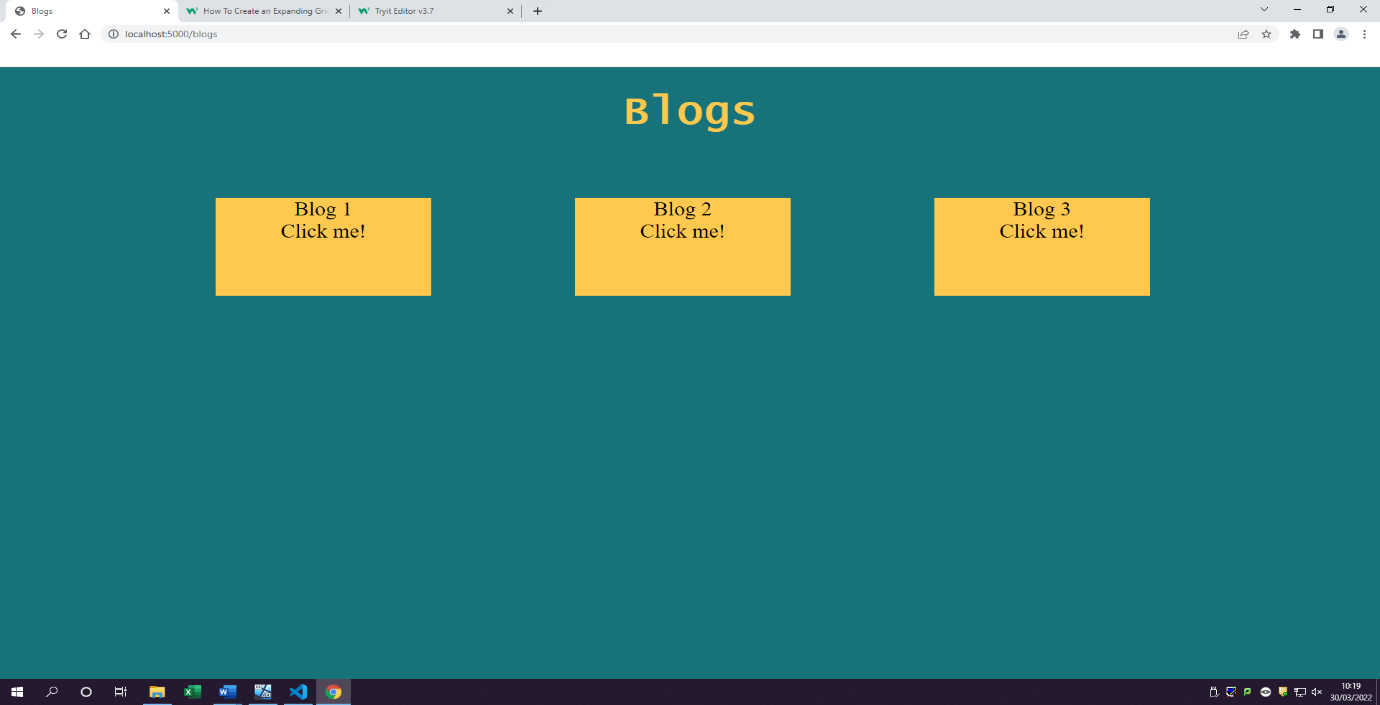 Blogs
How To Create an Expanding Gri
Tryit Editor v3.7
localhost:5000/blogs
Blogs
Blog 1
Click me!
Blog 2
Click me!
Blog 3
Click me!
10:19
30/03/2022